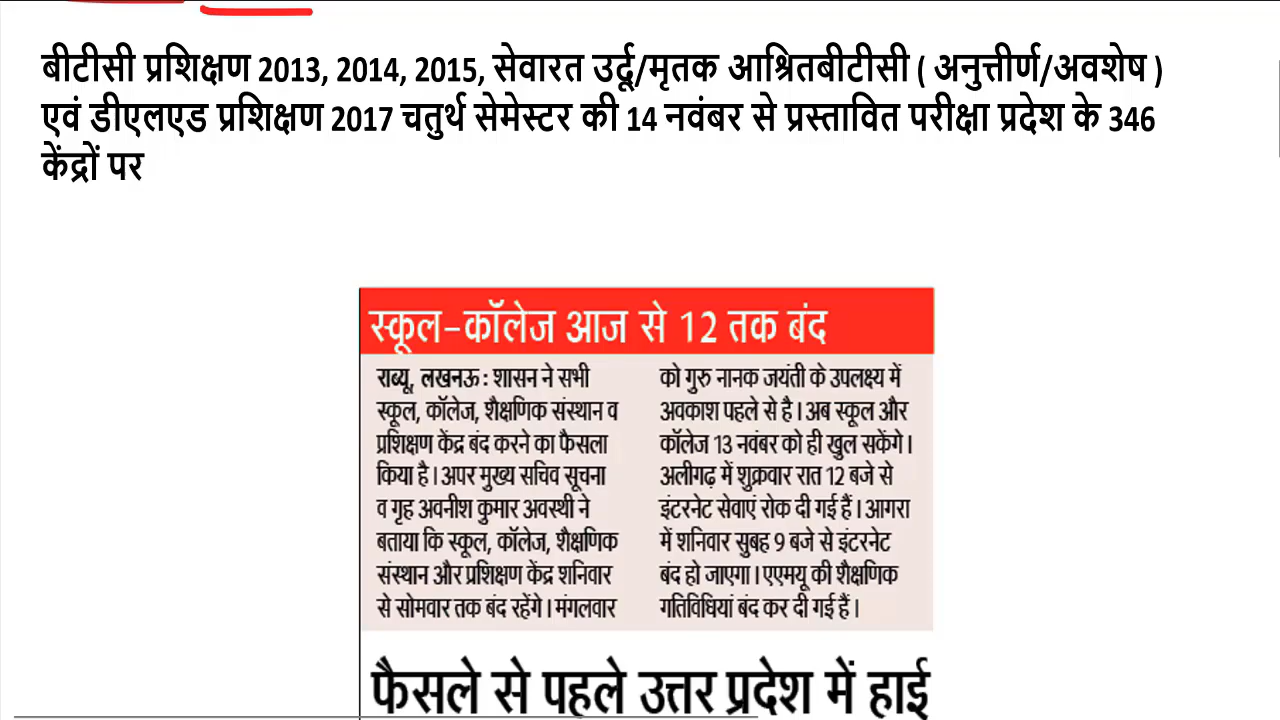 बीटीसी प्रशिक्षण 2013, 2014, 2015, सेवारत उर्दू/मृतक आश्रितबीटीसी ( अनुत्तीर्ण/अवशेष )
एवं डीएलएड प्रशिक्षण 2017 चतुर्थ सेमेस्टर की 14 नवंबर से प्रस्तावित परीक्षा प्रदेश के 346
केंद्रों पर
स्कूल-कॉलेज आज से 12 तक बंद
राब्यू, लखनऊ : शासन ने सभी
स्कूल, कॉलेज, शैक्षणिक संस्थान व
प्रशिक्षण केंद्र बंद करने का फैसला
किया है। अपर मुख्य सचिव सूचना
व गृह अवनीश कुमार अवस्थी ने
बताया कि स्कूल, कॉलेज, शैक्षणिक
संस्थान और प्रशिक्षण केंद्र शनिवार
से सोमवार तक बंद रहेंगे। मंगलवार
को गुरु नानक जयंती के उपलक्ष्य में
अवकाश पहले से है। अब स्कूल और
कॉलेज 13 नवंबर को ही खुल सकेंगे।
अलीगढ़ में शुक्रवार रात 12 बजे से
इंटरनेट सेवाएं रोक दी गई हैं। आगरा
में शनिवार सुबह 9 बजे से इंटरनेट
बंद हो जाएगा। एएमयू की शैक्षणिक
गतिविधियां बंद कर दी गई हैं।
फैसले से पहले उत्तर प्रदेश में हाई